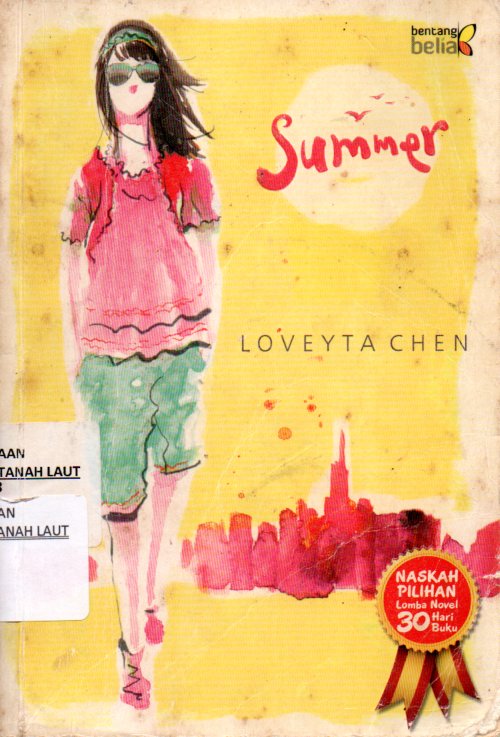 bentang
belia
Summer
LOVEYTA CHEN
AAN
TANAH LAUT
AN
ANAH LAUT
NASKAH
PILIHAN
Lomba Novel
30 Hari
Buku